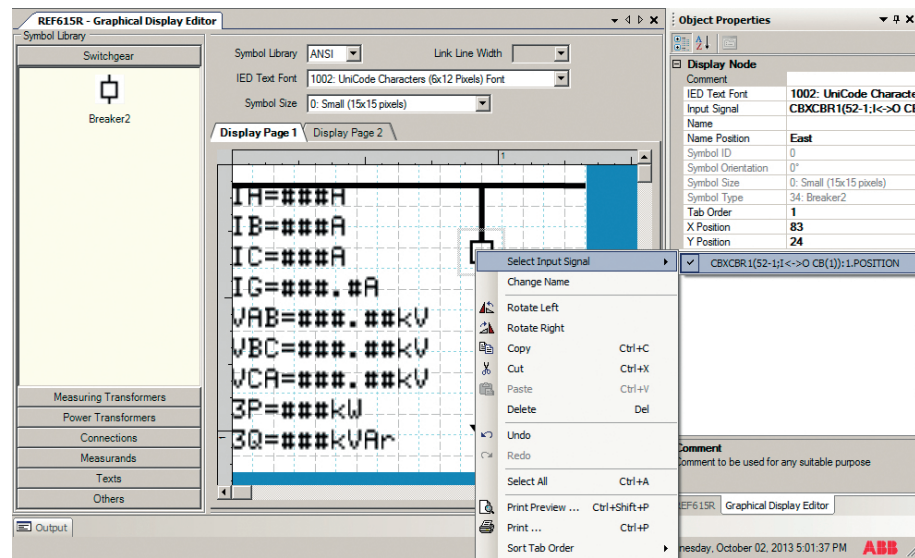 REF615R - Graphical Display Editor
Symbol Library
Switchgear
Breaker2
Measuring Transformers
Power Transformers
Connections
Measurands
Texts
Others
Symbol Library ANSI Link Line Width
IED Text Font 1002: UniCode Characters (6x12 Pixels) Font
Symbol Size 0: Small (15x15 pixels)
Display Page 1 Display Page 2
1
IA=###A
IB=###A
IC=###A
IG=###.#A
VAB=###.##kV
VBC=###.##kV
VCA=###.##kV
3P=###kW
3Q=###kVAr
Select Input Signal
CBXCBR1(52-1;I<->O CB(1)):1.POSITION
Change Name
Rotate Left
Rotate Right
Copy Ctrl+C
Cut Ctrl+X
Paste Ctrl+V
Delete Del
Undo
Redo
Select All Ctrl+A
Print Preview ... Ctrl+Shift+P
Print ... Ctrl+P
Sort Tab Order
Object Properties
Display Node
Comment
IED Text Font 1002: UniCode Characte
Input Signal CBXCBR1(52-1;I<->O CB
Name
Name Position East
Symbol ID 0
Symbol Orientation 0°
Symbol Size 0: Small (15x15 pixels)
Symbol Type 34: Breaker2
Tab Order 1
X Position 83
Y Position 24
Comment
Comment to be used for any suitable purpose
REF615R Graphical Display Editor
Output
nesday, October 02, 2013 5:01:37 PM ABB